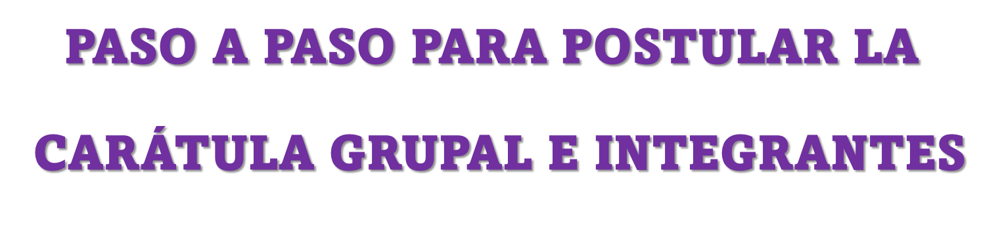 PASO A PASO PARA POSTULAR LA
CARÁTULA GRUPAL E INTEGRANTES